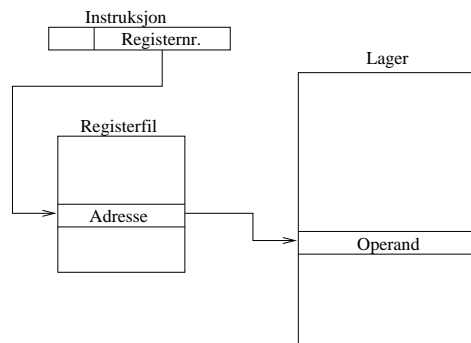 Instruksjon
Registernr.
Lager
Registerfil
Adresse
Operand